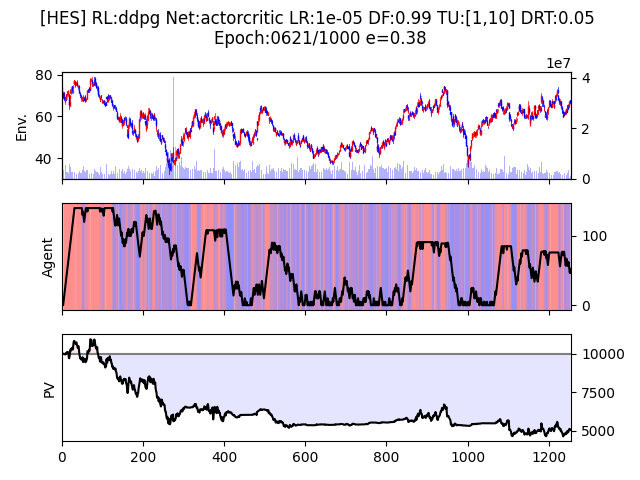 [HES] RL:ddpg Net:actorcritic LR:1e-05 DF:0.99 TU:[1,10] DRT:0.05
Epoch:0621/1000 e=0.38
1e7
80
60
40
Env.
4
2
0
Agent
100
0
PV
10000
7500
5000
0 200 400 600 800 1000 1200